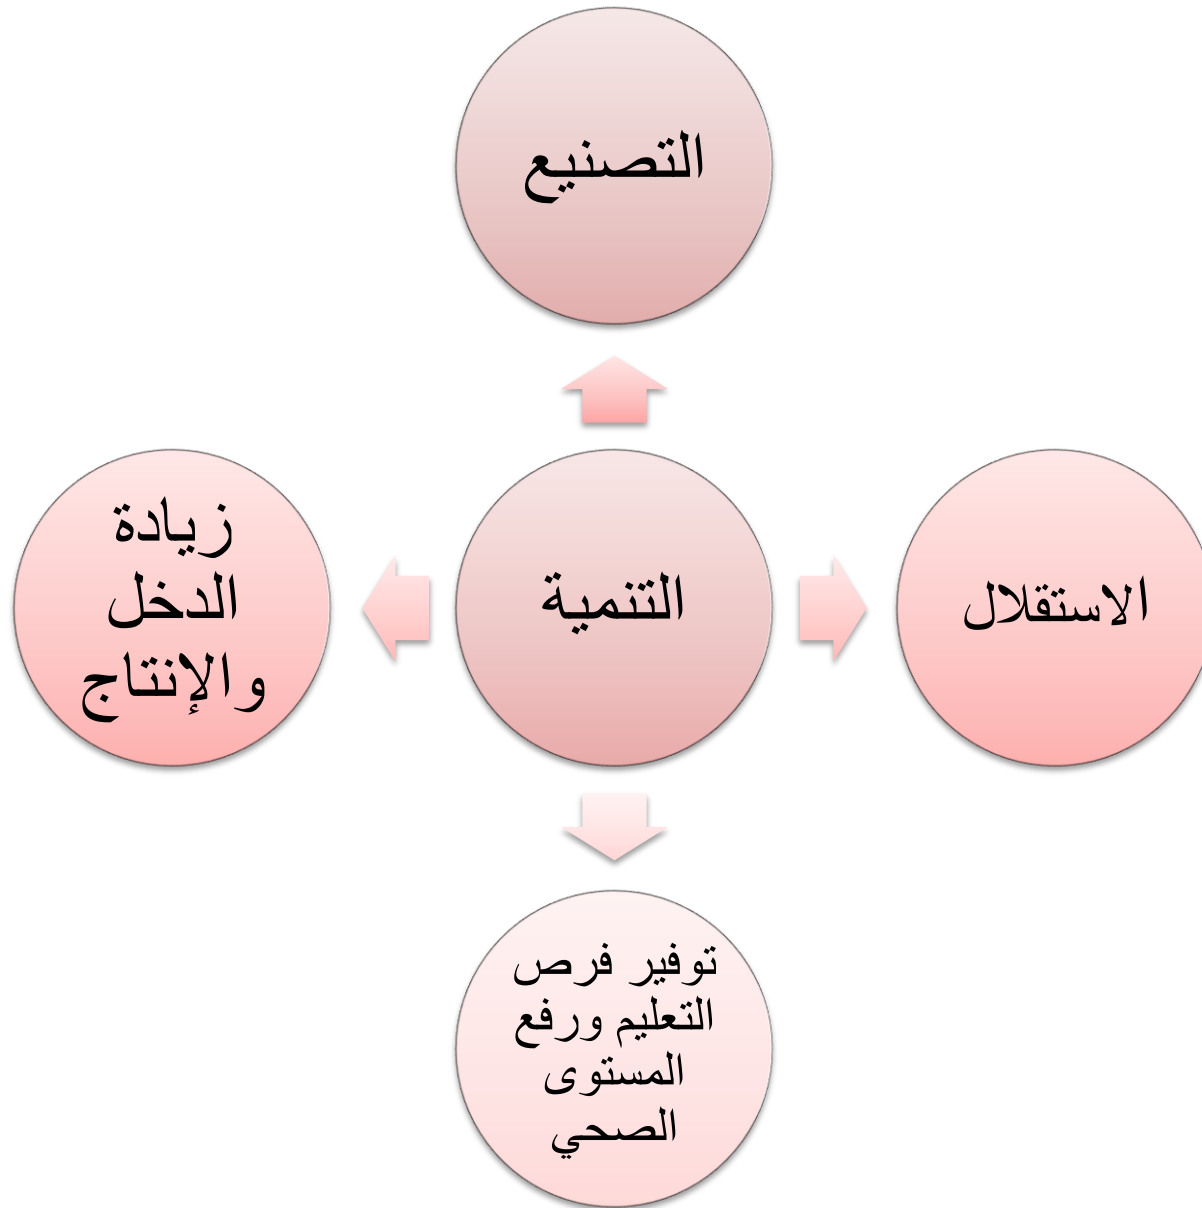 التصنيع
الاستقلال
التنمية
زيادة
الدخل
والإنتاج
توفير فرص
التعليم ورفع
المستوى
الصحي